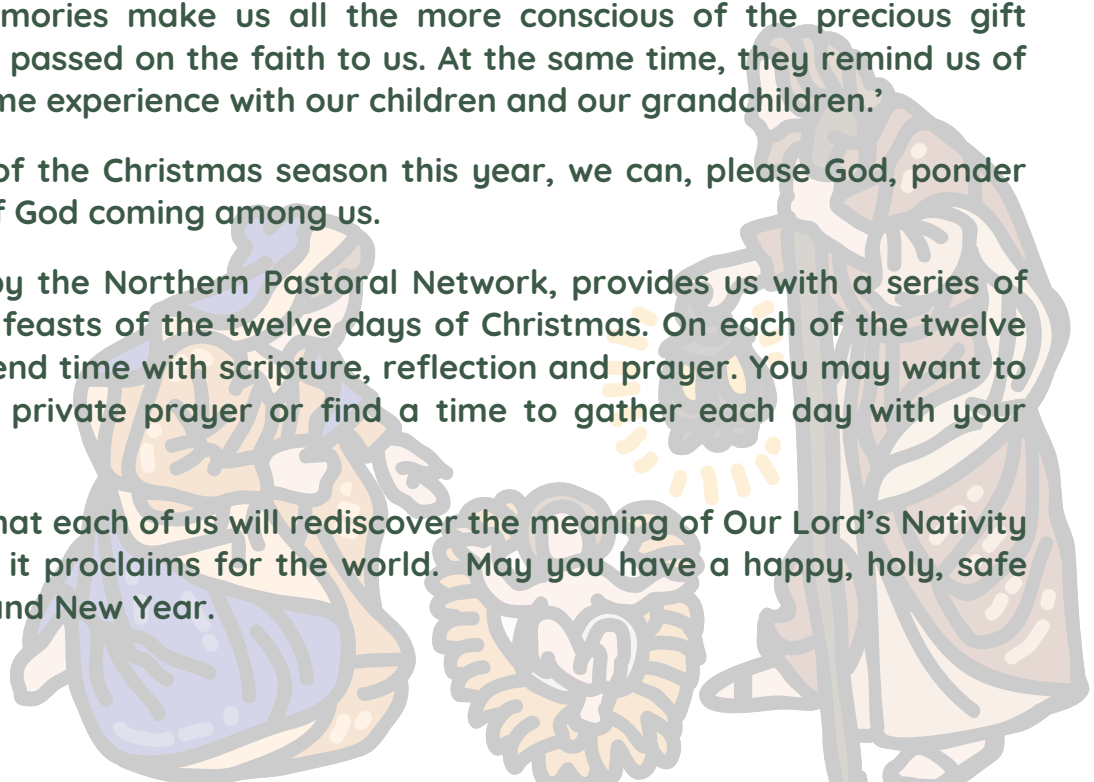 mories make us all the more conscious of the precious gift
passed on the faith to us. At the same time, they remind us of
me experience with our children and our grandchildren.’
of the Christmas season this year, we can, please God, ponder
f God coming among us.
by the Northern Pastoral Network, provides us with a series of
feasts of the twelve days of Christmas. On each of the twelve
end time with scripture, reflection and prayer. You may want to
private prayer or find a time to gather each day with your
hat each of us will rediscover the meaning of Our Lord’s Nativity
it proclaims for the world. May you have a happy, holy, safe
and New Year.